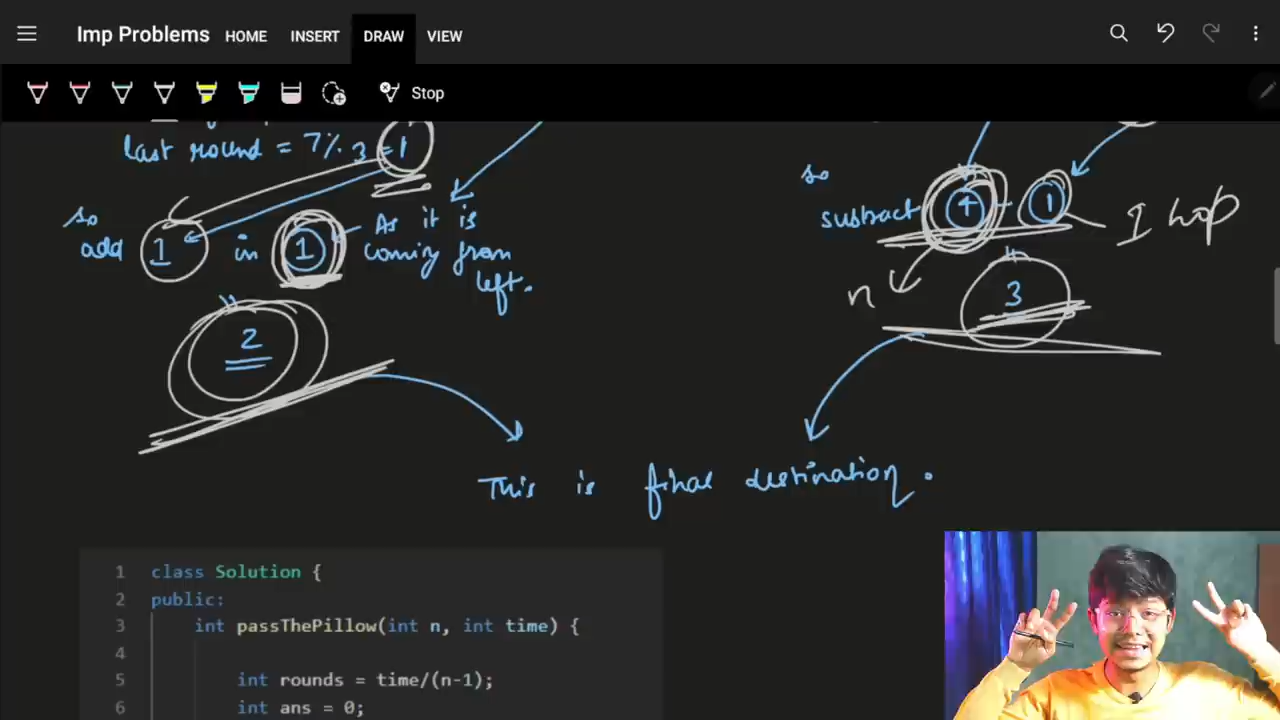 Imp Problems HOME INSERT DRAW VIEW
Stop
last round = 7% 3 = 1
so add 1 in 1 As it is coming from left.
2
so subtract 4 - 1 I hop
n
3
This is final destination.
1 class Solution {
2 public:
3 int passThePillow(int n, int time) {
4
5 int rounds = time/(n-1);
6 int ans = 0;